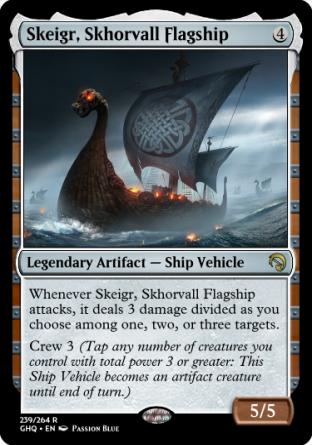 Skeigr, Skhorvall Flagship 4
Legendary Artifact — Ship Vehicle
Whenever Skeigr, Skhorvall Flagship
attacks, it deals 3 damage divided as you
choose among one, two, or three targets.
Crew 3 (Tap any number of creatures you
control with total power 3 or greater: This
Ship Vehicle becomes an artifact creature
until end of turn.)
5/5
239/264 R
GHQ • EN Passion Blue